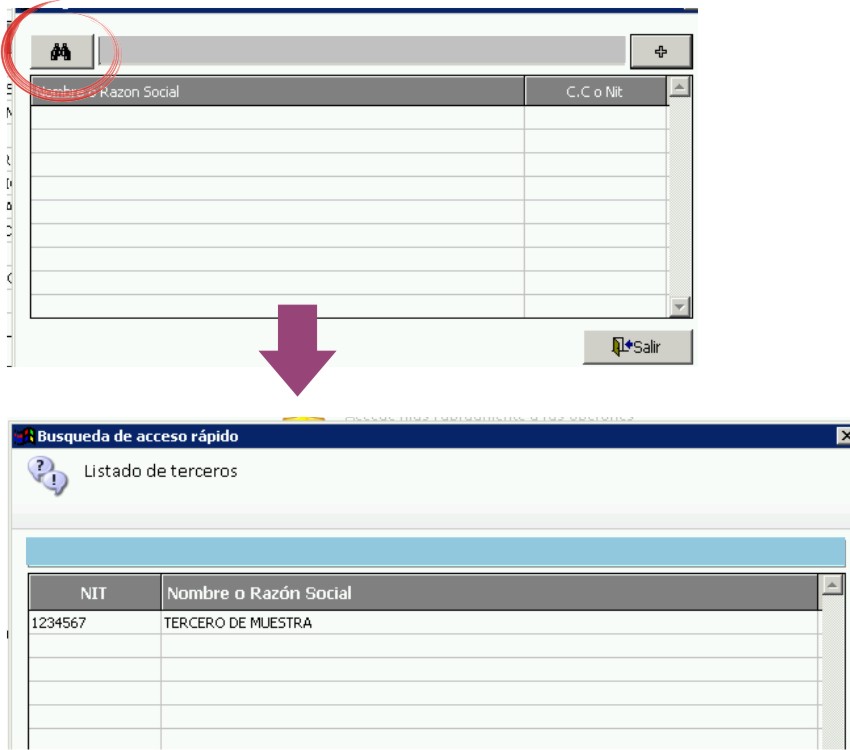 Nombre o Razon Social C.C o Nit
Salir
Busqueda de acceso rápido
Listado de terceros
NIT Nombre o Razón Social
1234567 TERCERO DE MUESTRA